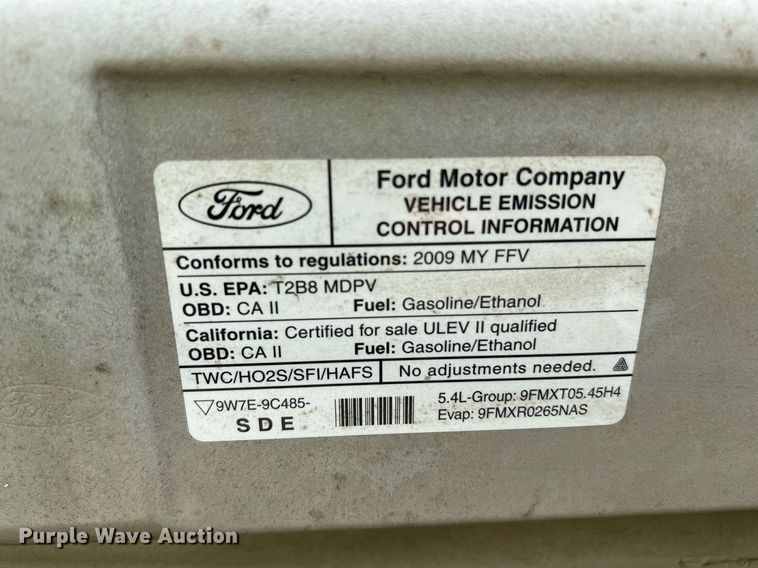 Ford
Ford Motor Company
VEHICLE EMISSION
CONTROL INFORMATION
Conforms to regulations: 2009 MY FFV
U.S. EPA: T2B8 MDPV
OBD: CA II Fuel: Gasoline/Ethanol
California: Certified for sale ULEV II qualified
OBD: CA II Fuel: Gasoline/Ethanol
TWC/HO2S/SFI/HAFS No adjustments needed.
9W7E-9C485-
SDE
5.4L-Group: 9FMXT05.45H4
Evap: 9FMXR0265NAS
Purple Wave Auction